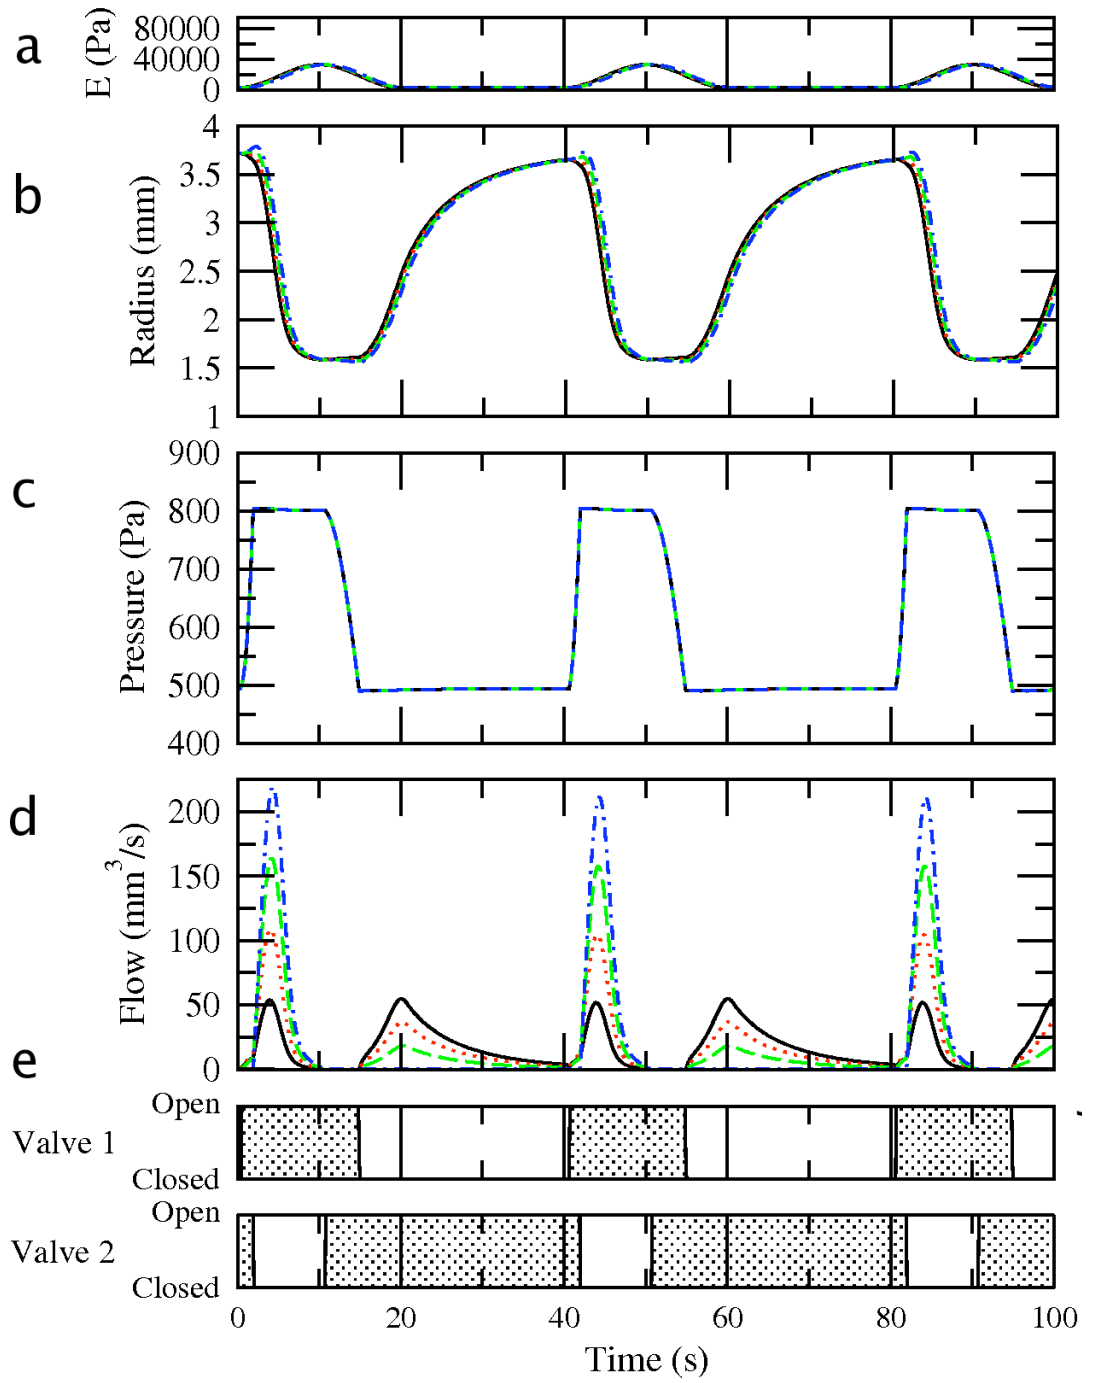 a
E (Pa)
80000
40000
0
b
Radius (mm)
4
3.5
3
2.5
2
1.5
1
c
Pressure (Pa)
900
800
700
600
500
400
d
Flow (mm³/s)
200
150
100
50
0
e
Valve 1
Open
Closed
Valve 2
Open
Closed
0 20 40 60 80 100
Time (s)